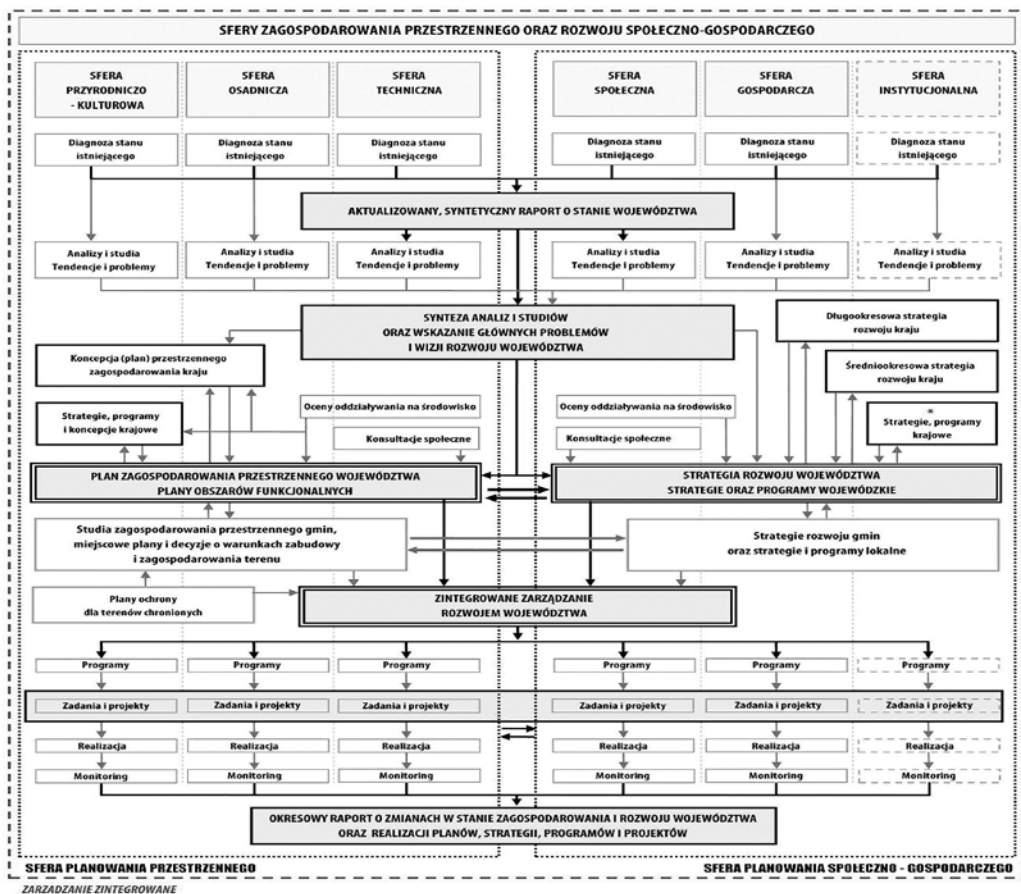 SFERY ZAGOSPODAROWANIA PRZESTRZENNEGO ORAZ ROZWOJU SPOŁECZNO-GOSPODARCZEGO
SFERA
PRZYRODNICZO
- KULTUROWA
SFERA
OSADNICZA
SFERA
TECHNICZNA
SFERA
SPOŁECZNA
SFERA
GOSPODARCZA
SFERA
INSTYTUCJONALNA
Diagnoza stanu
istniejącego
Diagnoza stanu
istniejącego
Diagnoza stanu
istniejącego
Diagnoza stanu
istniejącego
Diagnoza stanu
istniejącego
Diagnoza stanu
istniejącego
AKTUALIZOWANY, SYNTETYCZNY RAPORT O STANIE WOJEWÓDZTWA
Analizy i studia
Tendencje i problemy
Analizy i studia
Tendencje i problemy
Analizy i studia
Tendencje i problemy
Analizy i studia
Tendencje i problemy
Analizy i studia
Tendencje i problemy
Analizy i studia
Tendencje i problemy
SYNTEZA ANALIZ I STUDIÓW
ORAZ WSKAZANIE GŁÓWNYCH PROBLEMÓW
I WIZJI ROZWOJU WOJEWÓDZTWA
Długookresowa strategia
rozwoju kraju
Koncepcja (plan) przestrzennego
zagospodarowania kraju
Średniookresowa strategia
rozwoju kraju
Strategie, programy
i koncepcje krajowe
Oceny oddziaływania na środowisko
Oceny oddziaływania na środowisko
*
Strategie, programy
krajowe
Konsultacje społeczne
Konsultacje społeczne
PLAN ZAGOSPODAROWANIA PRZESTRZENNEGO WOJEWÓDZTWA
PLANY OBSZARÓW FUNKCJONALNYCH
STRATEGIA ROZWOJU WOJEWÓDZTWA
STRATEGIE ORAZ PROGRAMY WOJEWÓDZKIE
Studia zagospodarowania przestrzennego gmin,
miejscowe plany i decyzje o warunkach zabudowy
i zagospodarowania terenu
Strategie rozwoju gmin
oraz strategie i programy lokalne
Plany ochrony
dla terenów chronionych
ZINTEGROWANE ZARZĄDZANIE
ROZWOJEM WOJEWÓDZTWA
Programy
Programy
Programy
Programy
Programy
Programy
Zadania i projekty
Zadania i projekty
Zadania i projekty
Zadania i projekty
Zadania i projekty
Zadania i projekty
Realizacja
Realizacja
Realizacja
Realizacja
Realizacja
Realizacja
Monitoring
Monitoring
Monitoring
Monitoring
Monitoring
Monitoring
OKRESOWY RAPORT O ZMIANACH W STANIE ZAGOSPODAROWANIA I ROZWOJU WOJEWÓDZTWA
ORAZ REALIZACJI PLANÓW, STRATEGII, PROGRAMÓW I PROJEKTÓW
SFERA PLANOWANIA PRZESTRZENNEGO
SFERA PLANOWANIA SPOŁECZNO - GOSPODARCZEGO
ZARZĄDZANIE ZINTEGROWANE